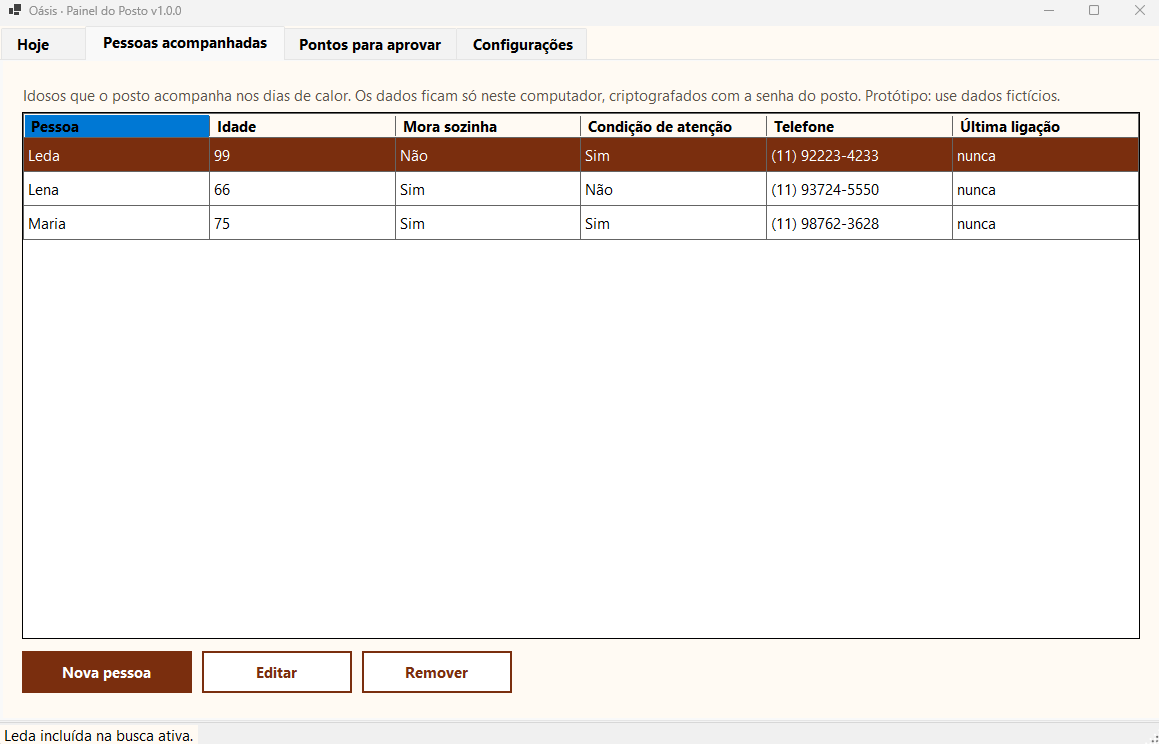 Oásis · Painel do Posto v1.0.0
Hoje Pessoas acompanhadas Pontos para aprovar Configurações
Idosos que o posto acompanha nos dias de calor. Os dados ficam só neste computador, criptografados com a senha do posto. Protótipo: use dados fictícios.
Pessoa Idade Mora sozinha Condição de atenção Telefone Última ligação
Leda 99 Não Sim (11) 92223-4233 nunca
Lena 66 Sim Não (11) 93724-5550 nunca
Maria 75 Sim Sim (11) 98762-3628 nunca
Nova pessoa Editar Remover
Leda incluída na busca ativa.